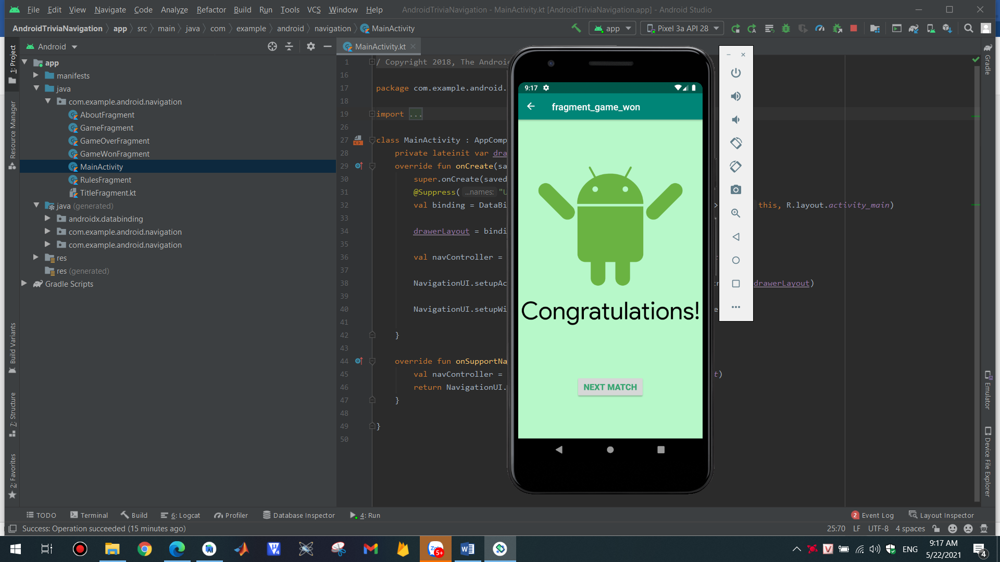 File Edit View Navigate Code Analyze Refactor Build Run Tools VCS Window Help AndroidTriviaNavigation - MainActivity.kt [AndroidTriviaNavigation.app] - Android Studio
AndroidTriviaNavigation app src main java com example android navigation MainActivity app Pixel 3a API 28
1: Project
Resource Manager
Build Variants
7: Structure
2: Favorites
Android
app
manifests
java
com.example.android.navigation
AboutFragment
GameFragment
GameOverFragment
GameWonFragment
MainActivity
RulesFragment
TitleFragment.kt
java (generated)
androidx.databinding
com.example.android.navigation
com.example.android.navigation
res
res (generated)
Gradle Scripts
MainActivity.kt
1 / Copyright 2018, The Androi
16
17 package com.example.android.
18
19 import ...
26
27 class MainActivity : AppComp
28 private lateinit var dra
29 override fun onCreate(sa
30 super.onCreate(saved
31 @Suppress( ...names: "U
32 val binding = DataBi > this, R.layout.activity_main)
33
34 drawerLayout = bindi
35
36 val navController =
37
38 NavigationUI.setupAc drawerLayout)
39
40 NavigationUI.setupWi
41
42 }
43
44 override fun onSupportNa
45 val navController = t)
46 return NavigationUI.
47 }
48
49 }
50
9:17
fragment_game_won
Congratulations!
NEXT MATCH
Gradle
Emulator
Device File Explorer
TODO Terminal Build 6: Logcat Profiler Database Inspector 4: Run 2 Event Log Layout Inspector
Success: Operation succeeded (15 minutes ago) 25:70 LF UTF-8 4 spaces
5+ ENG 9:17 AM
5/22/2021 4